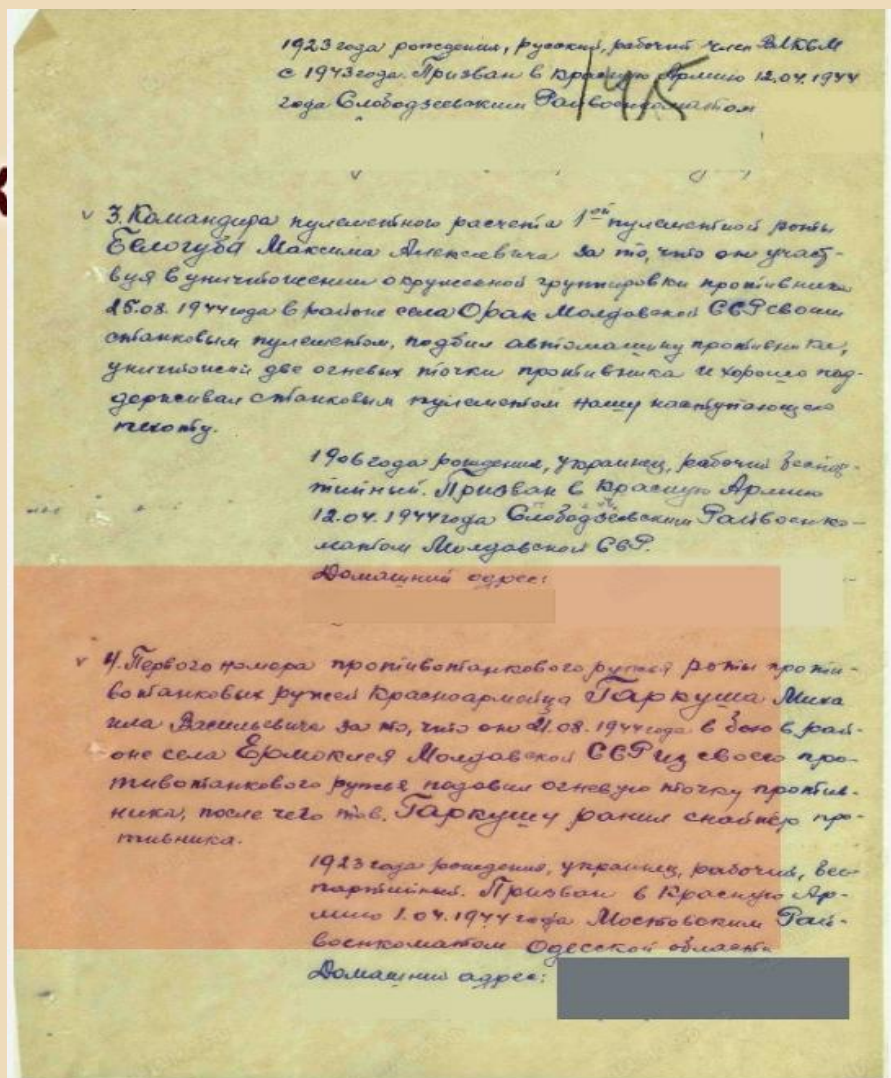 1923 года рождения, русский, рабочий член ВЛКСМ
с 1943 года. Призван в Красную Армию 12.04.1944
года Слободзеевским Райвоенкоматом
v 3. Командира пулеметного расчета 1ой пулеметной роты
Белогуба Максима Алексеевича за то, что он участ-
вуя в уничтожении окруженной группировки противника
25.08.1944 года в районе села Орак Молдавской ССР своим
станковым пулеметом, подбил автомашину противника,
уничтожил две огневых точки противника и хорошо под-
держивал станковым пулеметом нашу наступающую
пехоту.
1906 года рождения, украинец, рабочий беспар-
тийный. Призван в Красную Армию
12.04.1944 года Слободзеевским Райвоенко-
матом Молдавской ССР.
Домашний адрес:
v 4. Первого номера противотанкового ружья роты проти-
вотанковых ружей Красноармейца Гаркуша Миха
ила Васильевича за то, что он 21.08.1944 года в бою в рай-
оне села Ермоклея Молдавской ССР из своего про-
тивотанкового ружья подавил огневую точку против-
ника, после чего тов. Гаркушу ранил снайпер про-
тивника.
1923 года рождения, украинец, рабочий, бес-
партийный. Призван в Красную Ар-
мию 1.04.1944 года Мостовским Рай-
военкоматом Одесской области
Домашний адрес: